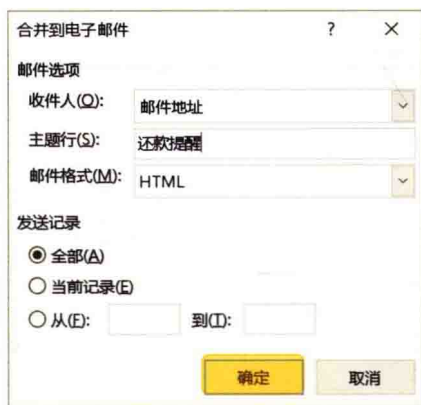 合并到电子邮件 ? ×
邮件选项
收件人(O): 邮件地址
主题行(S): 还款提醒
邮件格式(M): HTML
发送记录
全部(A)
当前记录(E)
从(F): 到(T):
确定 取消